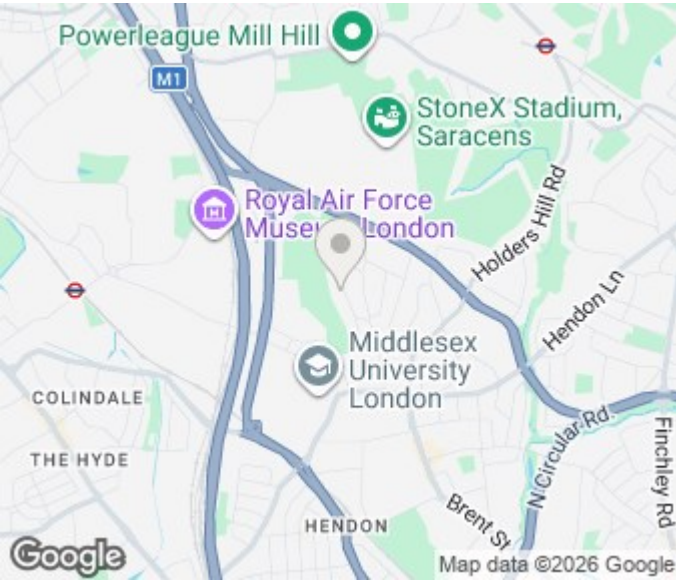 Powerleague Mill Hill
M1
StoneX Stadium,
Saracens
Royal Air Force
Museum London
Holders Hill Rd
Hendon Ln
Middlesex
University
London
COLINDALE
THE HYDE
N Circular Rd.
Finchley Rd
HENDON
Brent St
Google
Map data ©2026 Google